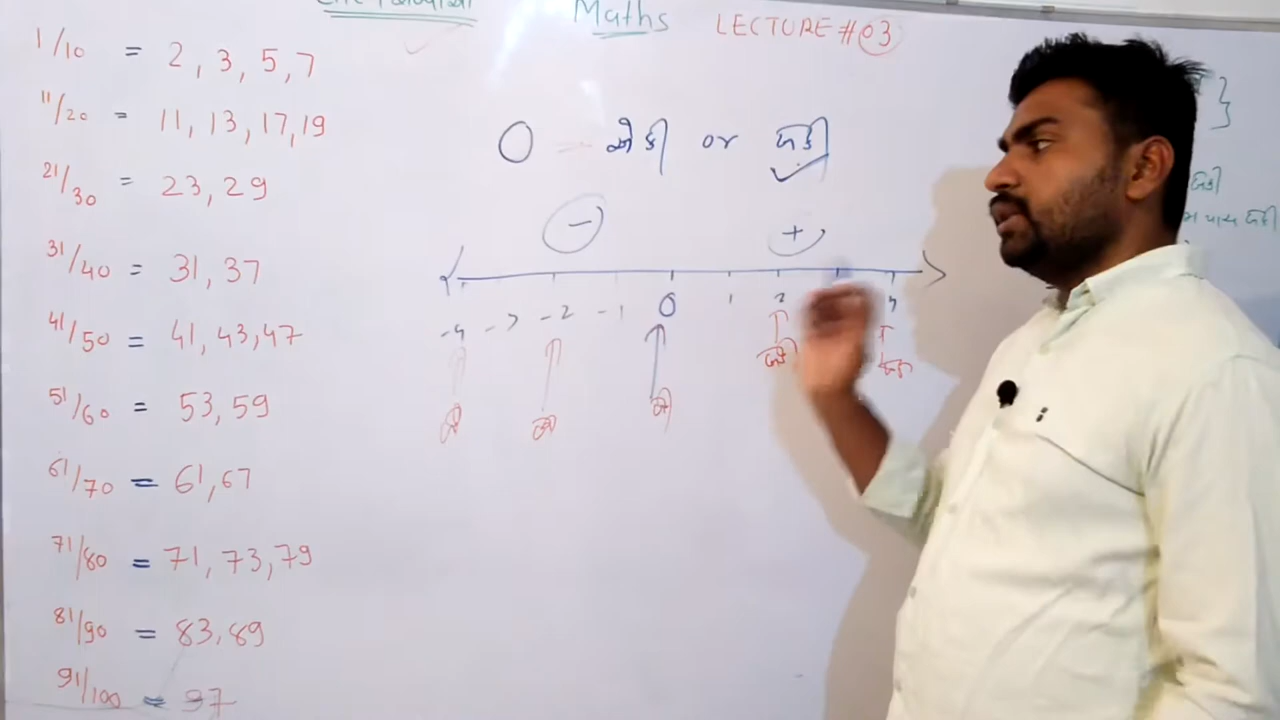 Maths LECTURE #03
1/10 = 2, 3, 5, 7
11/20 = 11, 13, 17, 19
0 એકી or બેકી
21/30 = 23, 29
- +
31/40 = 31, 37
-4 -3 -2 -1 0 1 2 4
41/50 = 41, 43, 47
51/60 = 53, 59
61/70 = 61, 67
71/80 = 71, 73, 79
81/90 = 83, 89
91/100 = 97